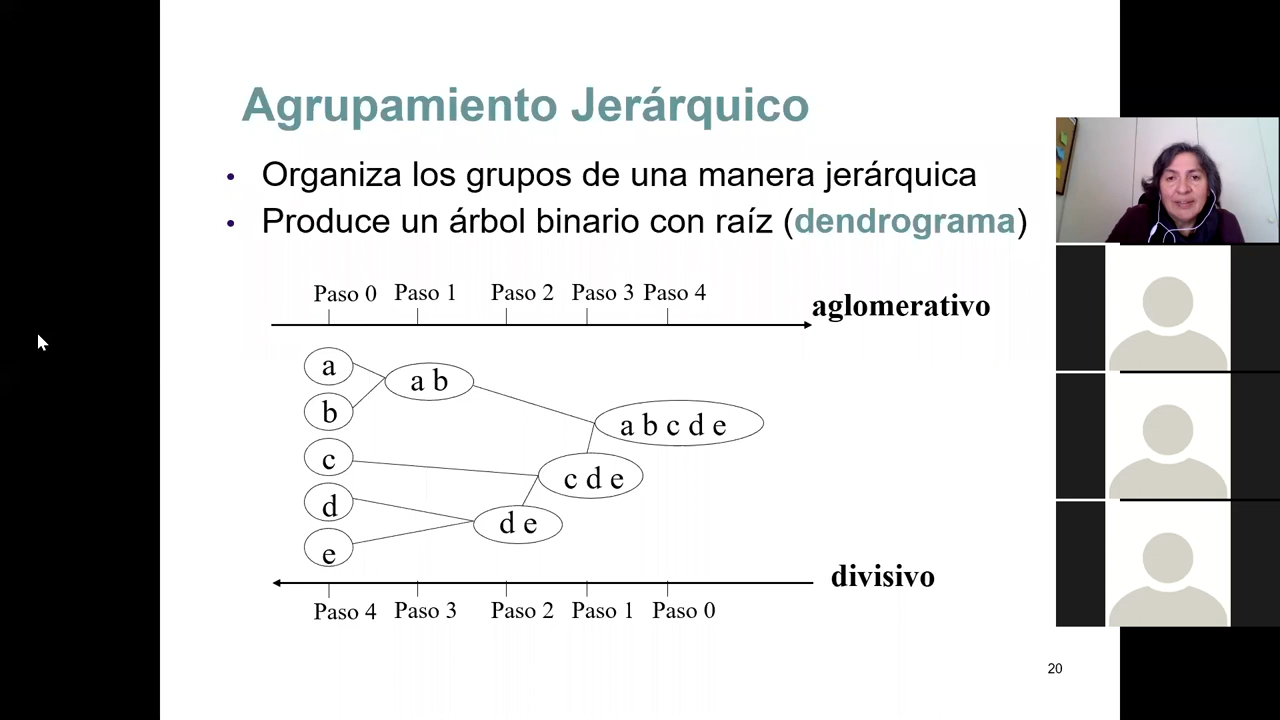 Agrupamiento Jerárquico
• Organiza los grupos de una manera jerárquica
• Produce un árbol binario con raíz (dendrograma)
Paso 0 Paso 1 Paso 2 Paso 3 Paso 4
aglomerativo
a
a b
b
a b c d e
c
c d e
d
d e
e
divisivo
Paso 4 Paso 3 Paso 2 Paso 1 Paso 0
20